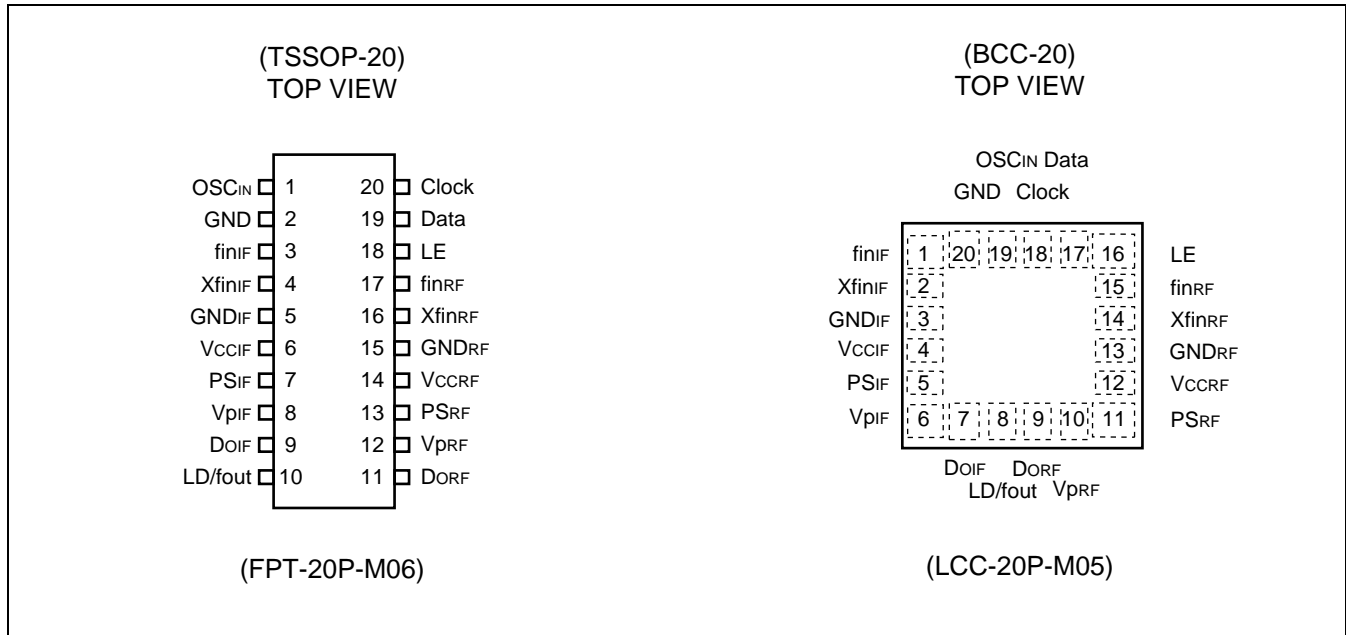 (TSSOP-20)
TOP VIEW
OSCIN 1 20 Clock
GND 2 19 Data
finIF 3 18 LE
XfinIF 4 17 finRF
GNDIF 5 16 XfinRF
VCCIF 6 15 GNDRF
PSIF 7 14 VCCRF
VpIF 8 13 PSRF
DOIF 9 12 VpRF
LD/fout 10 11 DORF
(FPT-20P-M06)
(BCC-20)
TOP VIEW
OSCIN Data
GND Clock
finIF 1 20 19 18 17 16 LE
XfinIF 2 15 finRF
GNDIF 3 14 XfinRF
VCCIF 4 13 GNDRF
PSIF 5 12 VCCRF
VpIF 6 7 8 9 10 11 PSRF
DOIF DORF
LD/fout VpRF
(LCC-20P-M05)